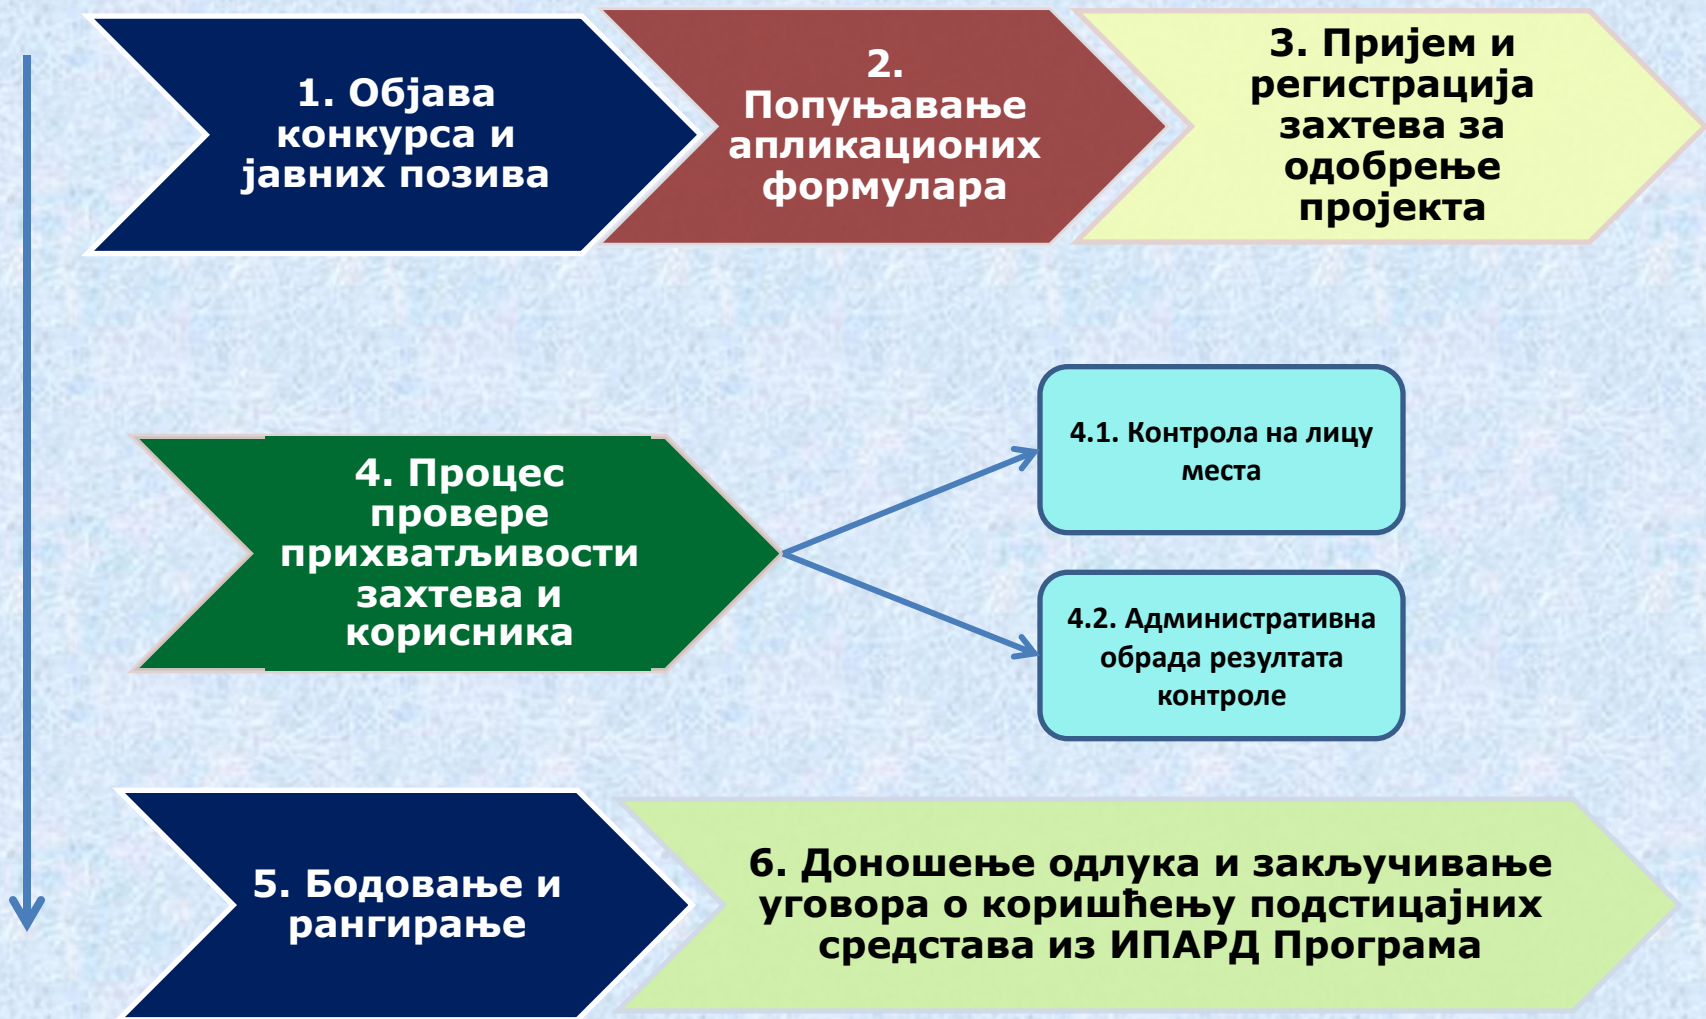 1. Објава
конкурса и
јавних позива
2.
Попуњавање
апликационих
формулара
3. Пријем и
регистрација
захтева за
одобрење
пројекта
4. Процес
провере
прихватљивости
захтева и
корисника
4.1. Контрола на лицу
места
4.2. Административна
обрада резултата
контроле
5. Бодовање и
рангирање
6. Доношење одлука и закључивање
уговора о коришћењу подстицајних
средстава из ИПАРД Програма